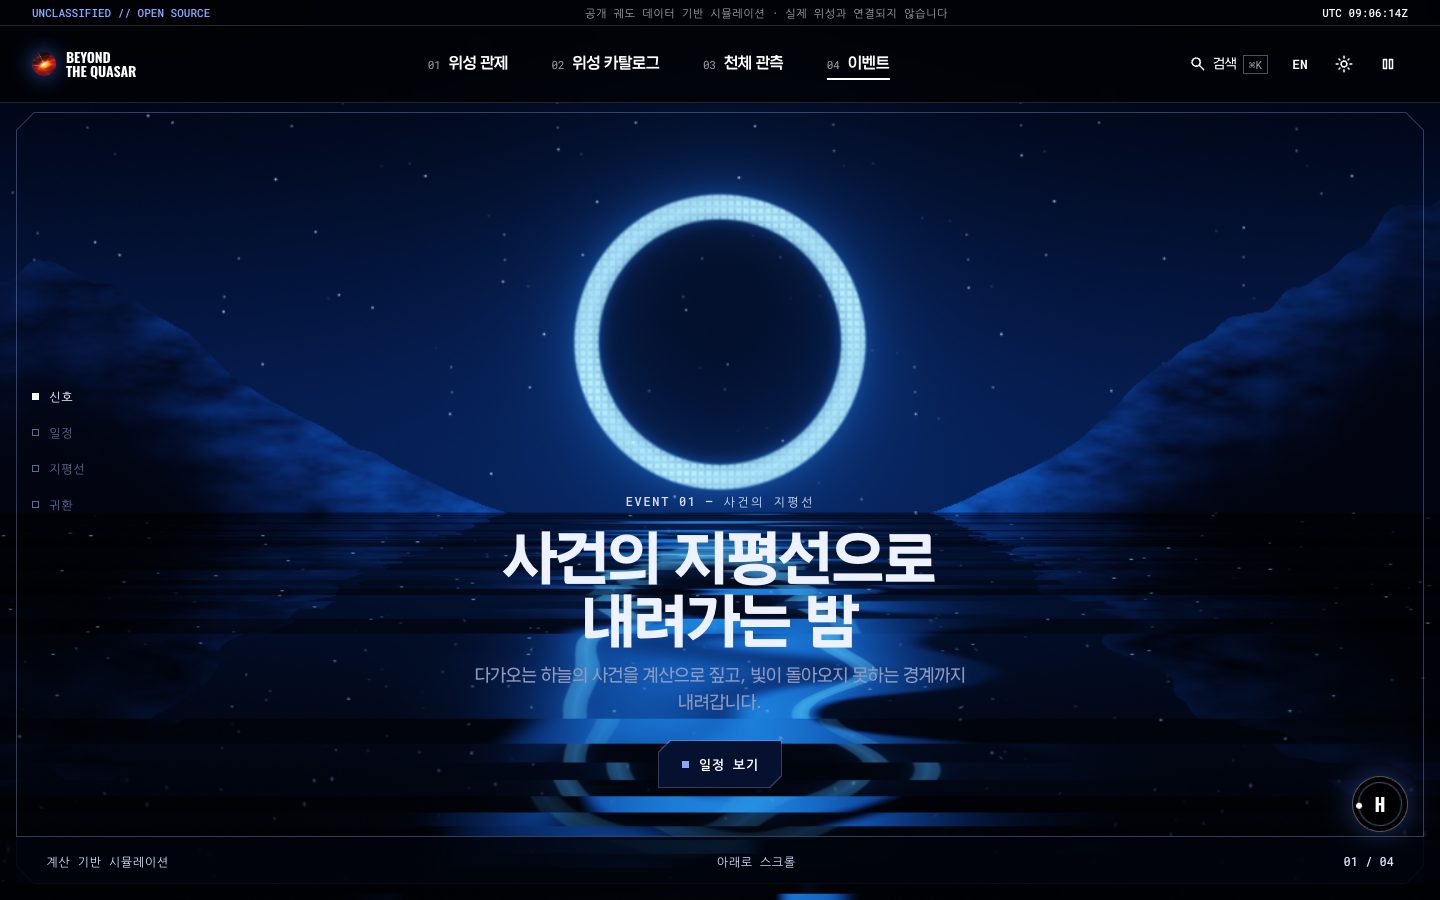 UNCLASSIFIED // OPEN SOURCE
공개 궤도 데이터 기반 시뮬레이션 · 실제 위성과 연결되지 않습니다
UTC 09:06:14Z
BEYOND
THE QUASAR
01 위성 관제
02 위성 카탈로그
03 천체 관측
04 이벤트
검색 ⌘K
EN
신호
일정
지평선
귀환
EVENT 01 — 사건의 지평선
사건의 지평선으로
내려가는 밤
다가오는 하늘의 사건을 계산으로 짚고, 빛이 돌아오지 못하는 경계까지
내려갑니다.
일정 보기
H
계산 기반 시뮬레이션
아래로 스크롤
01 / 04